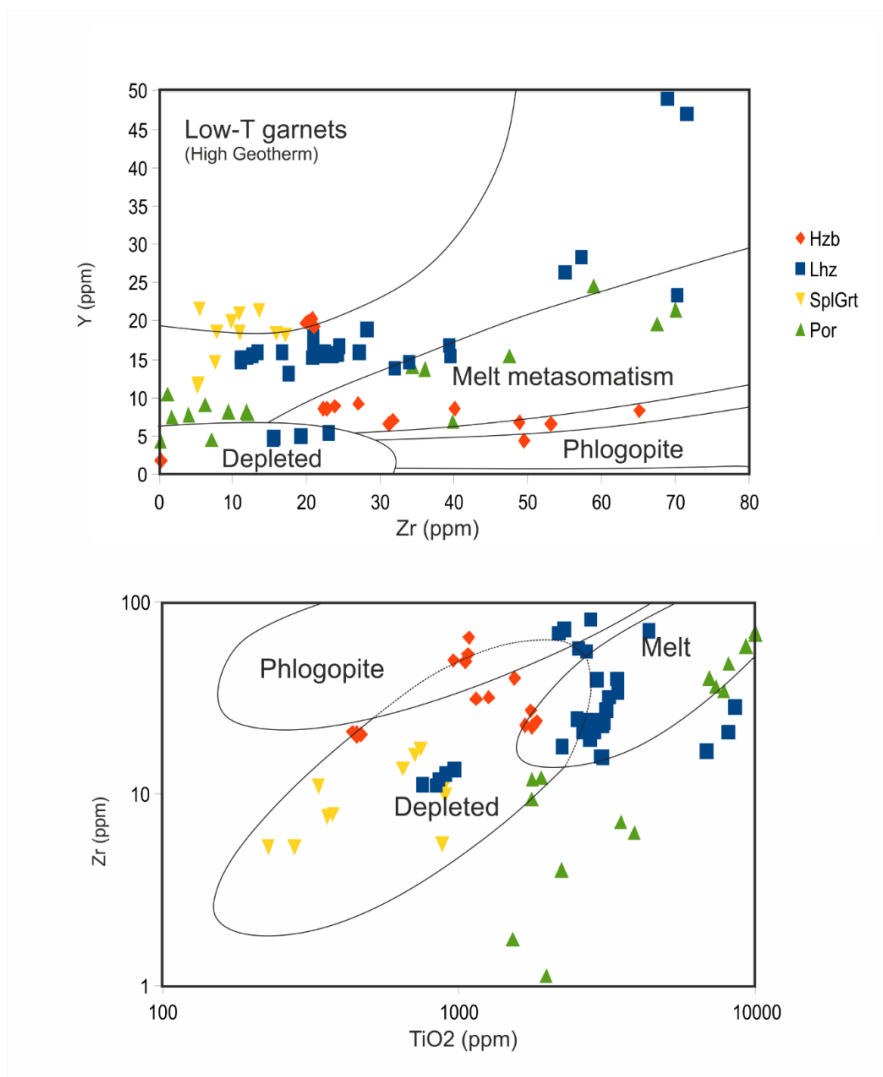 50
45
40
35
30
25
20
15
10
5
0
Y (ppm)
Low-T garnets
(High Geotherm)
Melt metasomatism
Depleted
Phlogopite
0 10 20 30 40 50 60 70 80
Zr (ppm)
Hzb
Lhz
SplGrt
Por
100
10
1
Zr (ppm)
Phlogopite
Melt
Depleted
100 1000 10000
TiO2 (ppm)